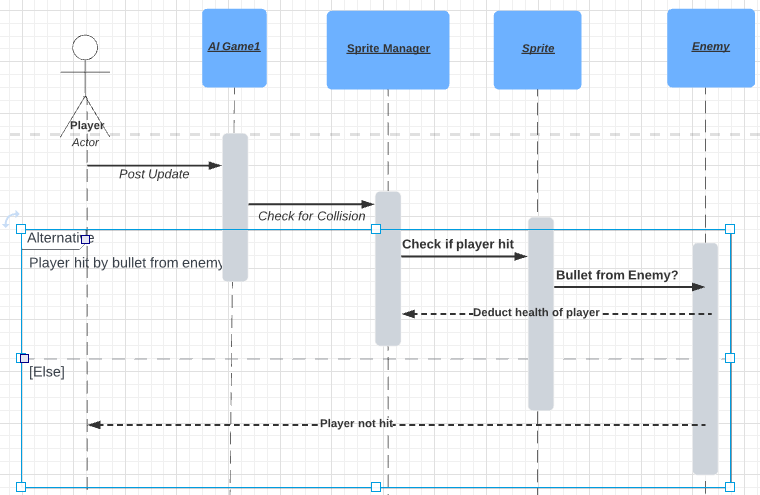 AI Game1
Sprite Manager
Sprite
Enemy
Player
Actor
Post Update
Check for Collision
Alternative
Check if player hit
Player hit by bullet from enemy
Bullet from Enemy?
Deduct health of player
[Else]
Player not hit